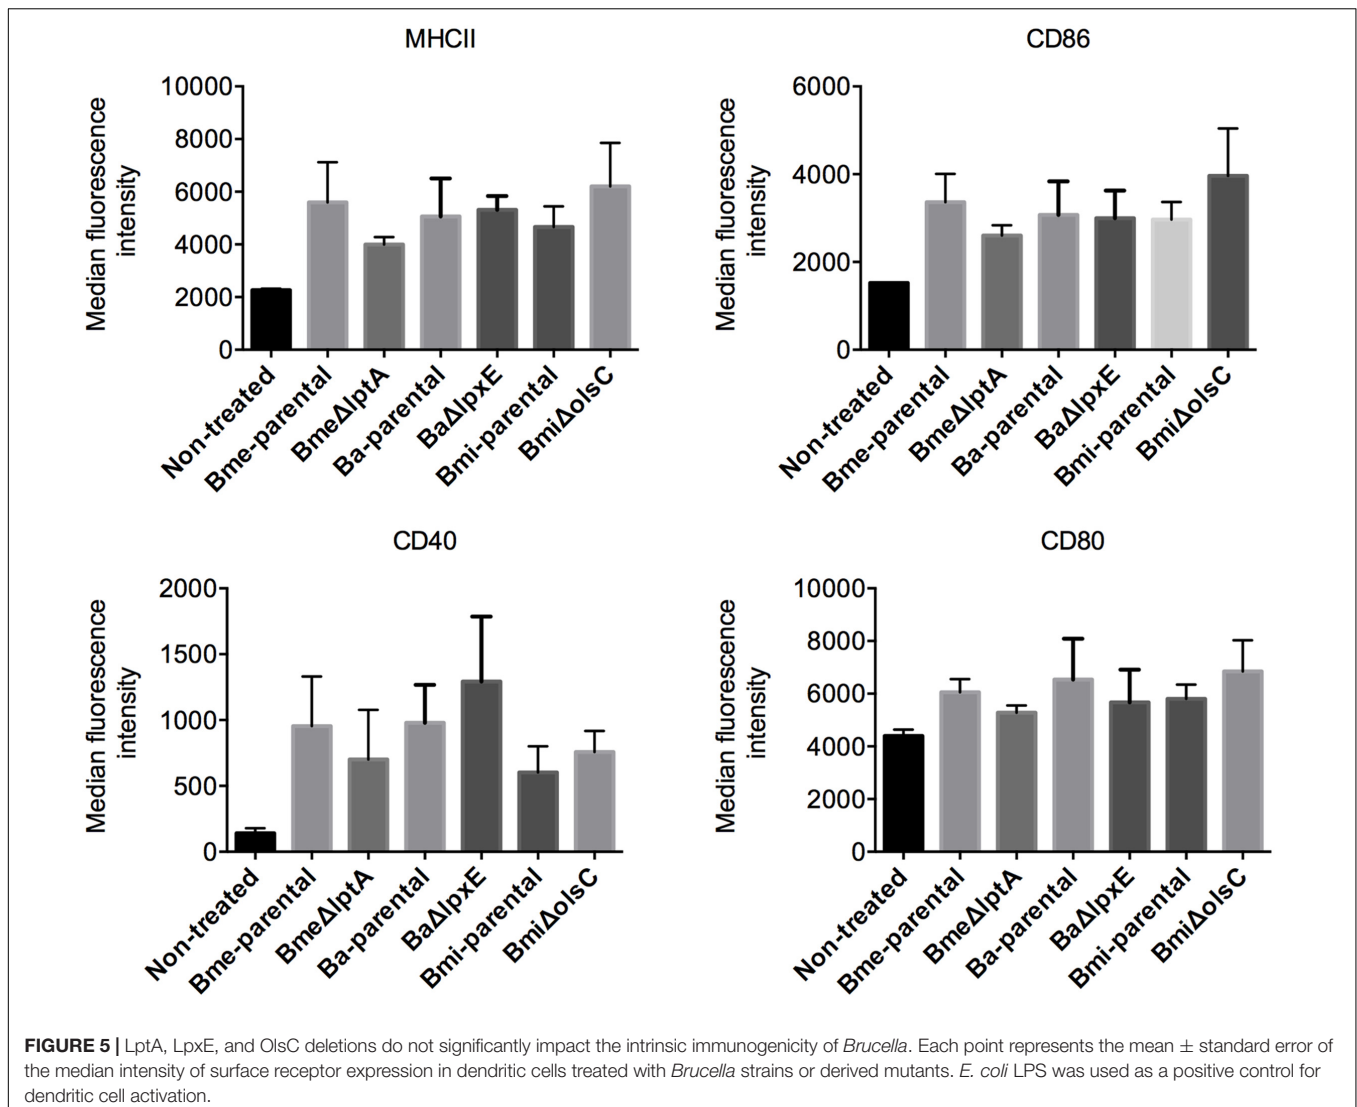 MHCII
Median fluorescence
intensity
10000
8000
6000
4000
2000
0
Non-treated
Bme-parental
BmeΔlptA
Ba-parental
BaΔlpxE
Bmi-parental
BmiΔolsC
CD86
Median fluorescence
intensity
6000
4000
2000
0
Non-treated
Bme-parental
BmeΔlptA
Ba-parental
BaΔlpxE
Bmi-parental
BmiΔolsC
CD40
Median fluorescence
intensity
2000
1500
1000
500
0
Non-treated
Bme-parental
BmeΔlptA
Ba-parental
BaΔlpxE
Bmi-parental
BmiΔolsC
CD80
Median fluorescence
intensity
10000
8000
6000
4000
2000
0
Non-treated
Bme-parental
BmeΔlptA
Ba-parental
BaΔlpxE
Bmi-parental
BmiΔolsC
FIGURE 5 | LptA, LpxE, and OlsC deletions do not significantly impact the intrinsic immunogenicity of Brucella. Each point represents the mean ± standard error of
the median intensity of surface receptor expression in dendritic cells treated with Brucella strains or derived mutants. E. coli LPS was used as a positive control for
dendritic cell activation.